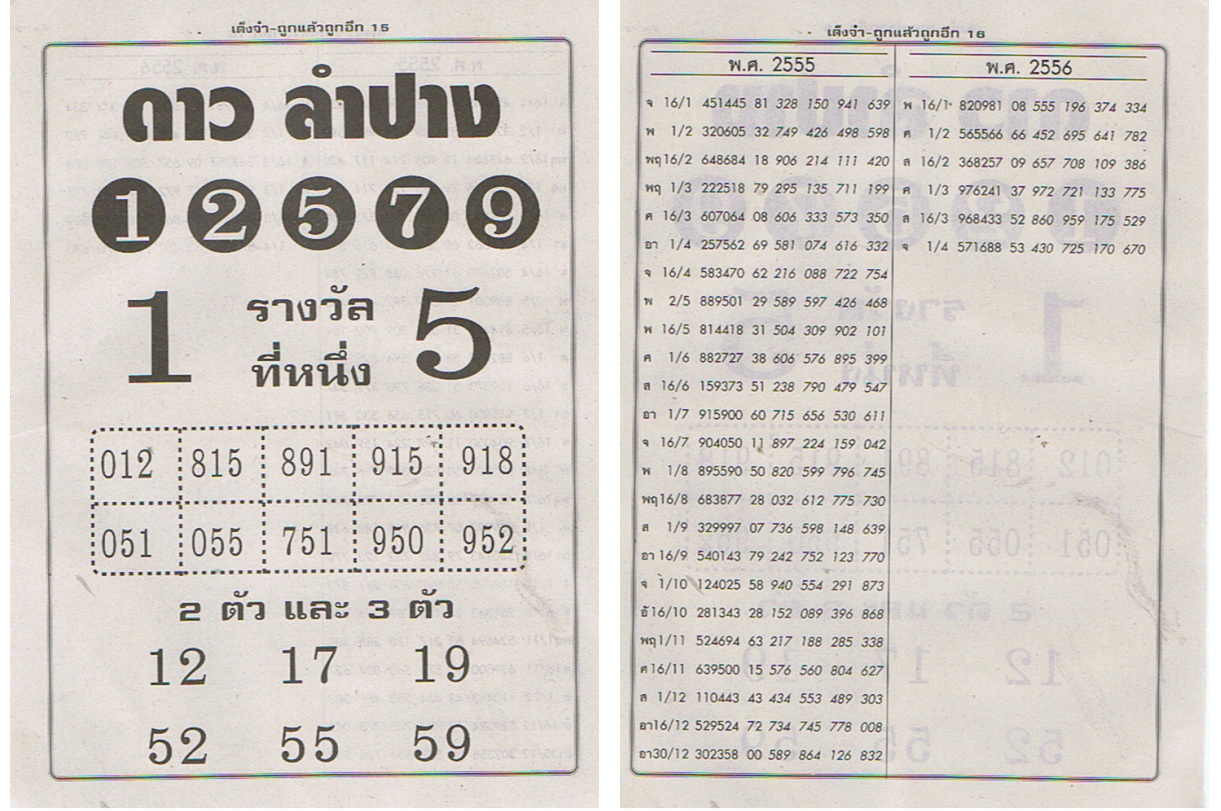 เต็งจ๋า-ถูกแล้วถูกอีก 15
ดาว ลำปาง
1 2 5 7 9
1 รางวัลที่หนึ่ง 5
012 815 891 915 918
051 055 751 950 952
2 ตัว และ 3 ตัว
12 17 19
52 55 59
เต็งจ๋า-ถูกแล้วถูกอีก 16
พ.ศ. 2555
จ 16/1 451445 81 328 150 941 639
พ 1/2 320605 32 749 426 498 598
พฤ16/2 648684 18 906 214 111 420
พฤ 1/3 222518 79 295 135 711 199
ศ 16/3 607064 08 606 333 573 350
อา 1/4 257562 69 581 074 616 332
จ 16/4 583470 62 216 088 722 754
พ 2/5 889501 29 589 597 426 468
พ 16/5 814418 31 504 309 902 101
ศ 1/6 882727 38 606 576 895 399
ส 16/6 159373 51 238 790 479 547
อา 1/7 915900 60 715 656 530 611
จ 16/7 904050 11 897 224 159 042
พ 1/8 895590 50 820 599 796 745
พฤ16/8 683877 28 032 612 775 730
ส 1/9 329997 07 736 598 148 639
อา 16/9 540143 79 242 752 123 770
จ 1/10 124025 58 940 554 291 873
อ้16/10 281343 28 152 089 396 868
พฤ1/11 524694 63 217 188 285 338
ศ16/11 639500 15 576 560 804 627
ส 1/12 110443 43 434 553 489 303
อา16/12 529524 72 734 745 778 008
อา30/12 302358 00 589 864 126 832
พ.ศ. 2556
พ 16/1 820981 08 555 196 374 334
ศ 1/2 565566 66 452 695 641 782
ส 16/2 368257 09 657 708 109 386
ศ 1/3 976241 37 972 721 133 775
ส 16/3 968433 52 860 959 175 529
จ 1/4 571688 53 430 725 170 670